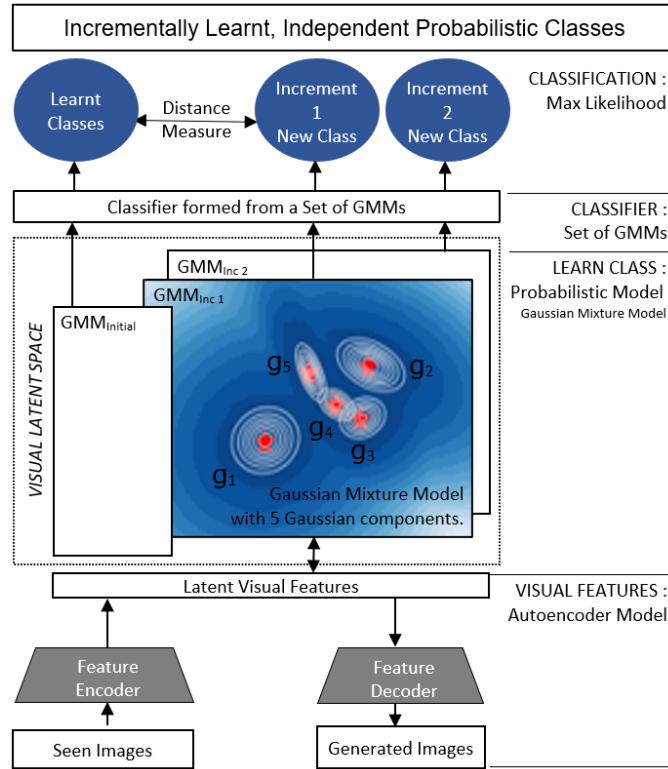 Incrementally Learnt, Independent Probabilistic Classes
Learnt
Classes
Distance
Measure
Increment
1
New Class
Increment
2
New Class
CLASSIFICATION :
Max Likelihood
Classifier formed from a Set of GMMs
CLASSIFIER :
Set of GMMs
VISUAL LATENT SPACE
GMMInitial
GMMInc 1
GMMInc 2
LEARN CLASS :
Probabilistic Model
Gaussian Mixture Model
g5
g2
g4
g3
g1
Gaussian Mixture Model
with 5 Gaussian components.
Latent Visual Features
VISUAL FEATURES :
Autoencoder Model
Feature
Encoder
Feature
Decoder
Seen Images
Generated Images